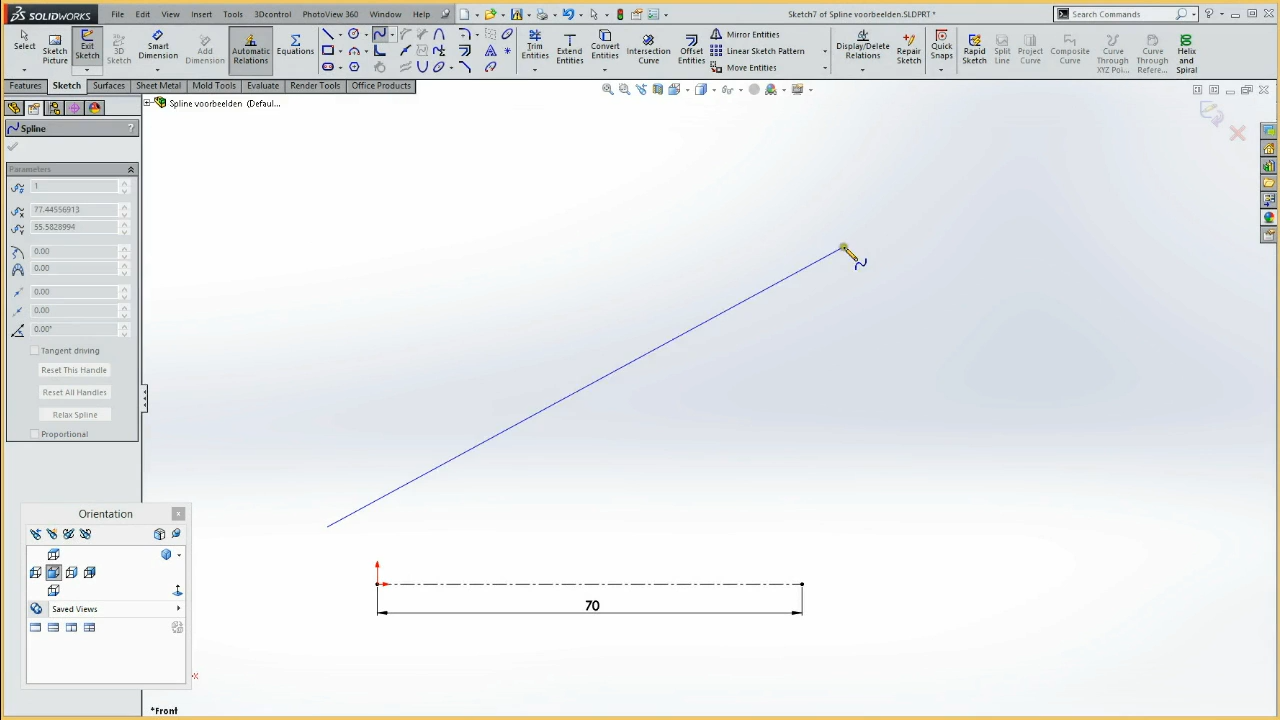 SOLIDWORKS File Edit View Insert Tools 3Dcontrol PhotoView 360 Window Help Sketch7 of Spline voorbeelden.SLDPRT * Search Commands
Select
Sketch Picture
Exit Sketch
3D Sketch
Smart Dimension
Add Dimension
Automatic Relations
Equations
Trim Entities
Extend Entities
Convert Entities
Intersection Curve
Offset Entities
Mirror Entities
Linear Sketch Pattern
Move Entities
Display/Delete Relations
Repair Sketch
Quick Snaps
Rapid Sketch
Split Line
Project Curve
Composite Curve
Curve Through XYZ Poi...
Curve Through Refere...
Helix and Spiral
Features Sketch Surfaces Sheet Metal Mold Tools Evaluate Render Tools Office Products
Spline voorbeelden (Defaul...
Spline ?
Parameters
1
77.44556913
55.5828994
0.00
0.00
0.00
0.00
0.00°
Tangent driving
Reset This Handle
Reset All Handles
Relax Spline
Proportional
Orientation
Saved Views
70
*Front